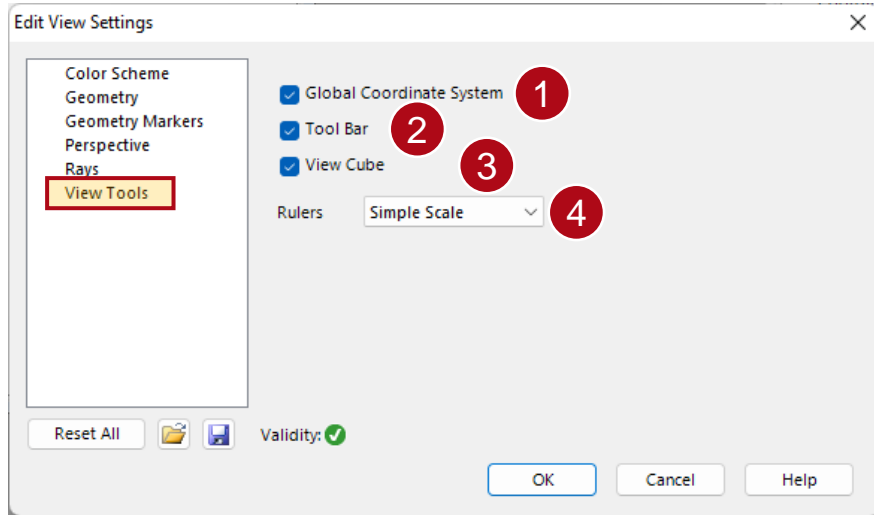 Edit View Settings
Color Scheme
Geometry
Geometry Markers
Perspective
Rays
View Tools
Global Coordinate System 1
Tool Bar 2
View Cube 3
Rulers Simple Scale 4
Reset All Validity:
OK Cancel Help